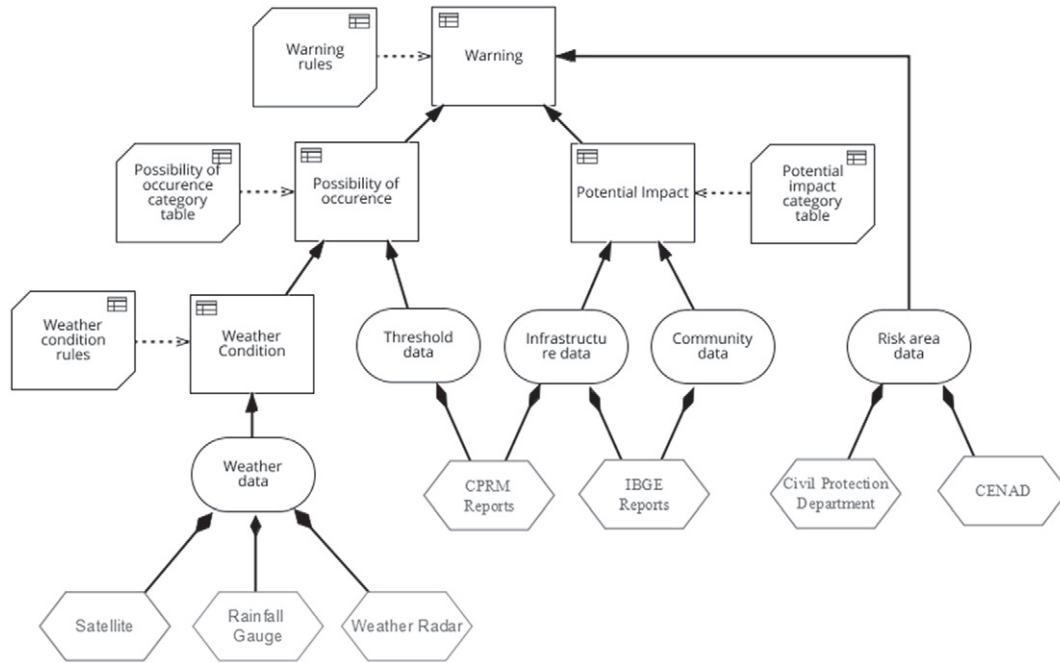 Warning
rules
Warning
Possibility of
occurence
category
table
Possibility of
occurence
Potential Impact
Potential
impact
category
table
Weather
condition
rules
Weather
Condition
Threshold
data
Infrastructu
re data
Community
data
Risk area
data
Weather
data
CPRM
Reports
IBGE
Reports
Civil Protection
Department
CENAD
Satellite
Rainfall
Gauge
Weather Radar